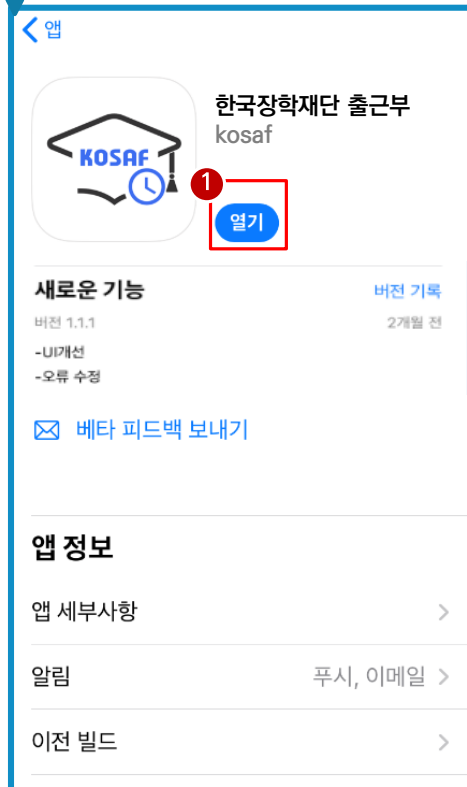 앱
한국장학재단 출근부
kosaf
KOSAF
1
열기
새로운 기능
버전 기록
버전 1.1.1
2개월 전
-UI개선
-오류 수정
베타 피드백 보내기
앱 정보
앱 세부사항
알림
푸시, 이메일
이전 빌드